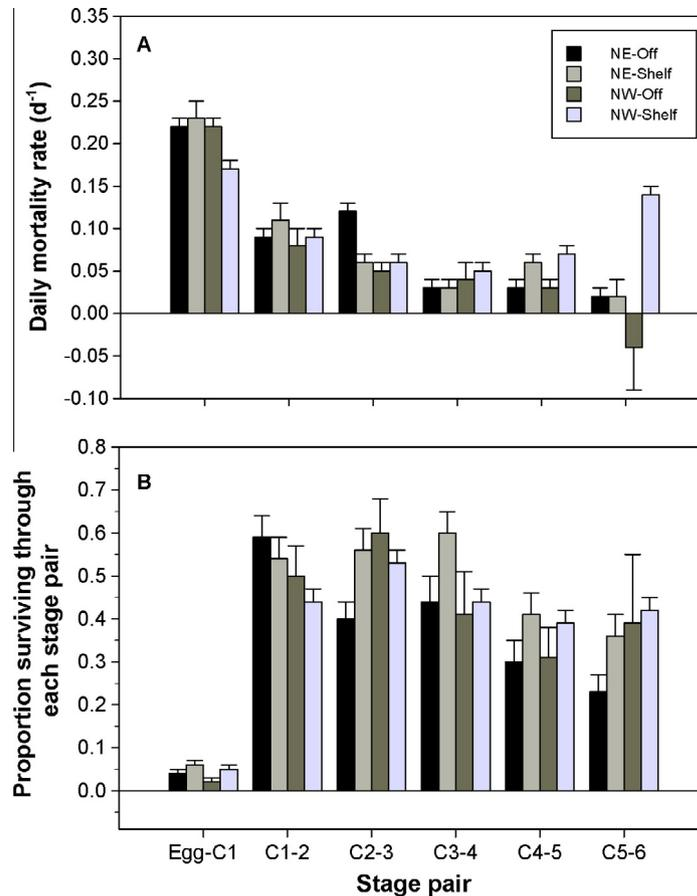 0.35
A
NE-Off
NE-Shelf
NW-Off
NW-Shelf
0.30
0.25
0.20
0.15
0.10
0.05
0.00
-0.05
-0.10
Daily mortality rate (d-1)
0.8
B
0.7
0.6
0.5
0.4
0.3
0.2
0.1
0.0
Proportion surviving through
each stage pair
Egg-C1 C1-2 C2-3 C3-4 C4-5 C5-6
Stage pair